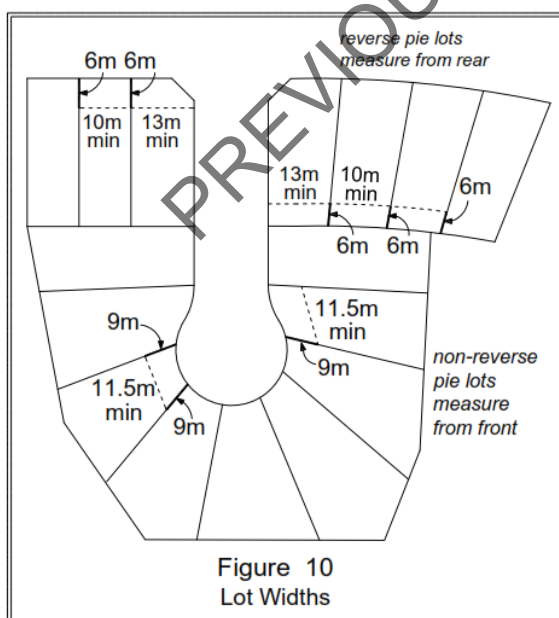 PREVIOU
reverse pie lots
measure from rear
6m 6m
10m
min
13m
min
13m
min
10m
min
6m
6m
6m
11.5m
min
9m
9m
11.5m
min
9m
non-reverse
pie lots
measure
from front
Figure 10
Lot Widths